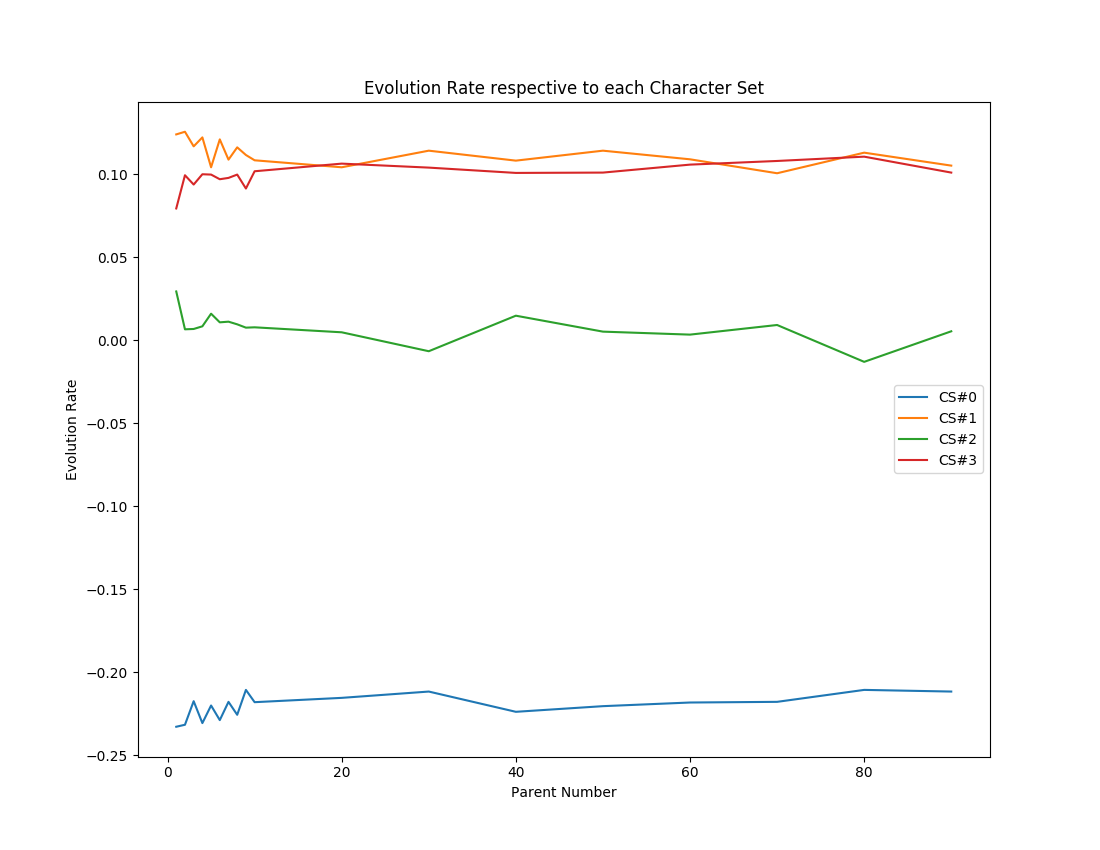 Evolution Rate respective to each Character Set
0.10
0.05
0.00
−0.05
−0.10
−0.15
−0.20
−0.25
Evolution Rate
CS#0
CS#1
CS#2
CS#3
0 20 40 60 80
Parent Number